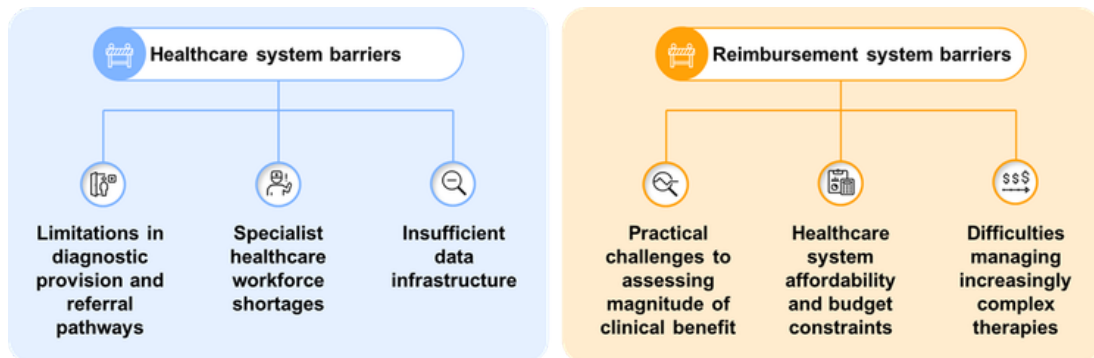 Healthcare system barriers
Limitations in
diagnostic
provision and
referral
pathways
Specialist
healthcare
workforce
shortages
Insufficient
data
infrastructure
Reimbursement system barriers
Practical
challenges to
assessing
magnitude of
clinical benefit
Healthcare
system
affordability
and budget
constraints
$$$
Difficulties
managing
increasingly
complex
therapies